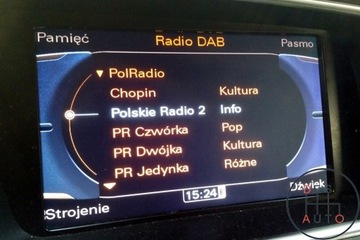 Pamięć Radio DAB Pasmo
PolRadio
Chopin Kultura
Polskie Radio 2 Info
PR Czwórka Pop
PR Dwójka Kultura
PR Jedynka Różne
15:24
Strojenie Dźwięk
AUTO